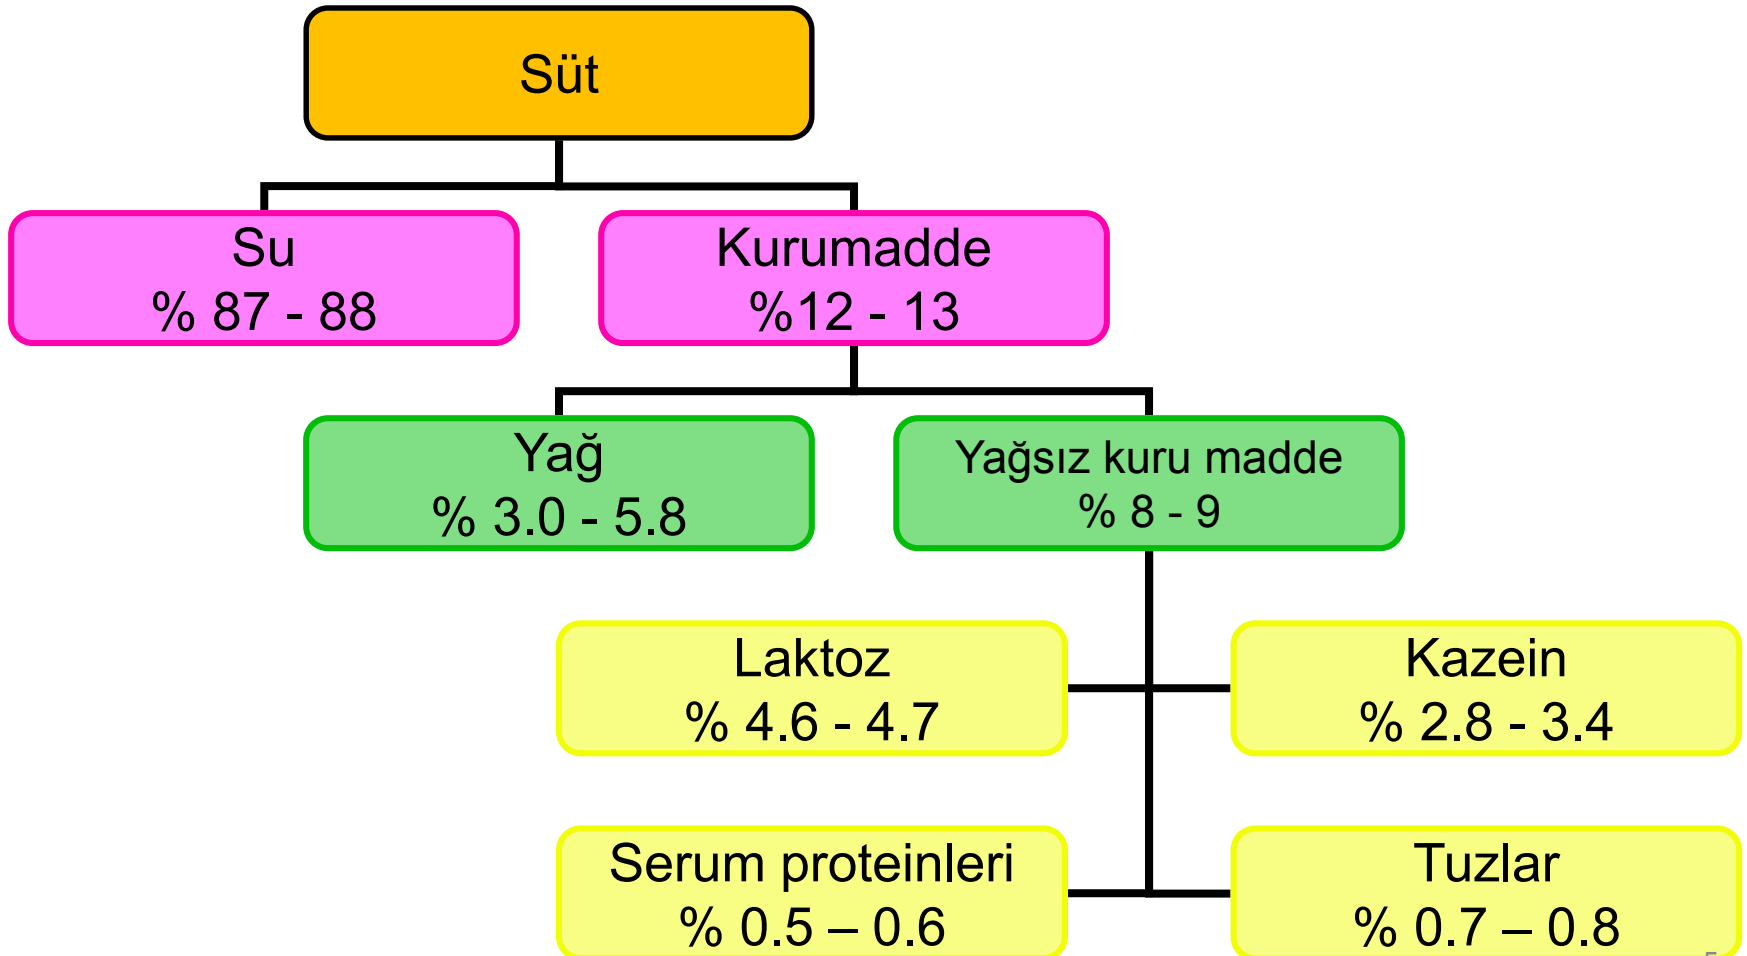 Süt
Su
% 87 - 88
Kurumadde
%12 - 13
Yağ
% 3.0 - 5.8
Yağsız kuru madde
% 8 - 9
Laktoz
% 4.6 - 4.7
Kazein
% 2.8 - 3.4
Serum proteinleri
% 0.5 – 0.6
Tuzlar
% 0.7 – 0.8